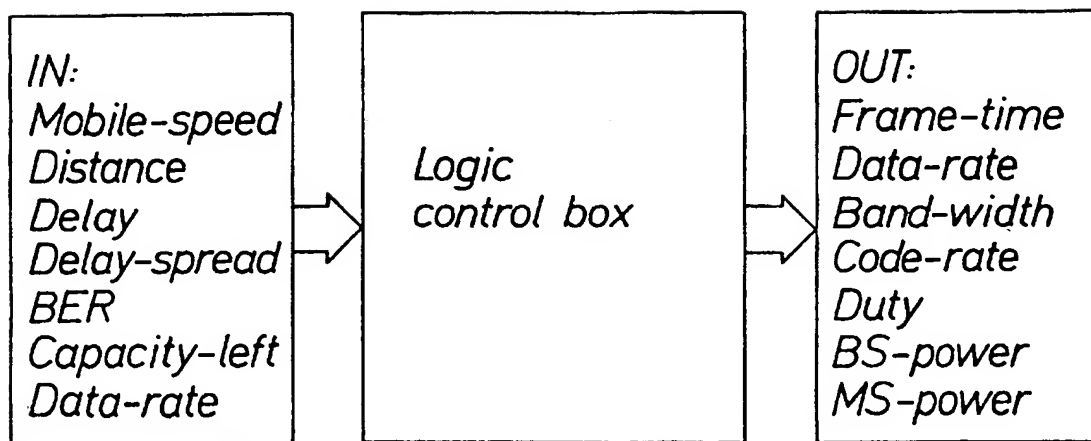 IN:
Mobile-speed
Distance
Delay
Delay-spread
BER
Capacity-left
Data-rate
Logic
control box
OUT:
Frame-time
Data-rate
Band-width
Code-rate
Duty
BS-power
MS-power